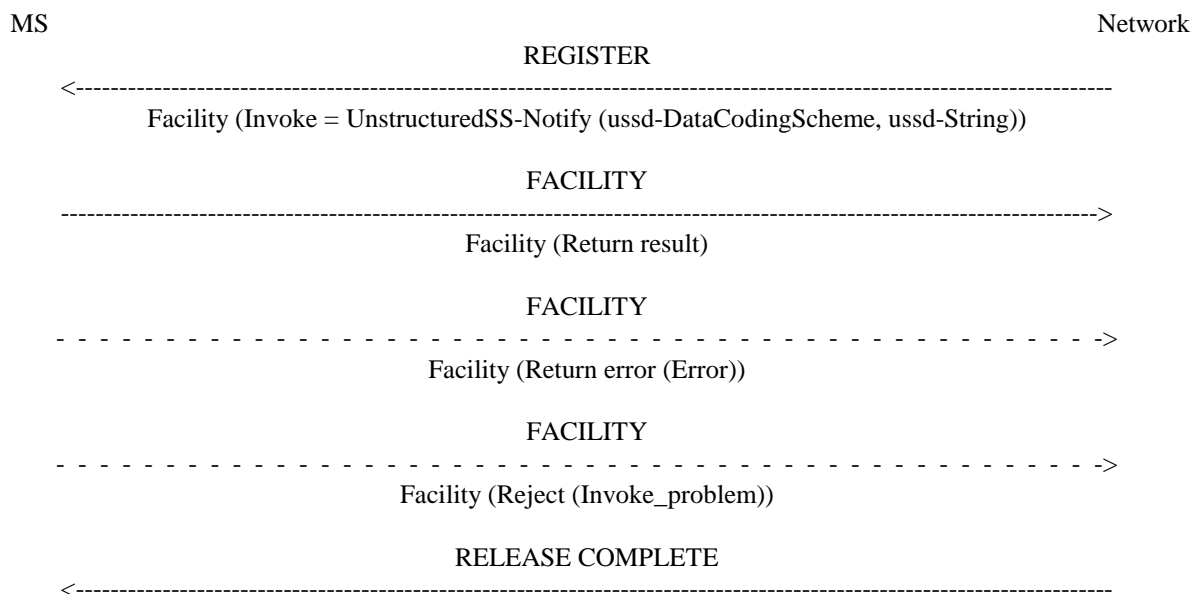 MS Network
REGISTER
<------------------------------------------------------------------------------------------------------------------------
Facility (Invoke = UnstructuredSS-Notify (ussd-DataCodingScheme, ussd-String))
FACILITY
------------------------------------------------------------------------------------------------------------------------>
Facility (Return result)
FACILITY
- - - - - - - - - - - - - - - - - - - - - - - - - - - - - - - - - - - - - - - - - - - - - - - - ->
Facility (Return error (Error))
FACILITY
- - - - - - - - - - - - - - - - - - - - - - - - - - - - - - - - - - - - - - - - - - - - - - - - ->
Facility (Reject (Invoke_problem))
RELEASE COMPLETE
<------------------------------------------------------------------------------------------------------------------------